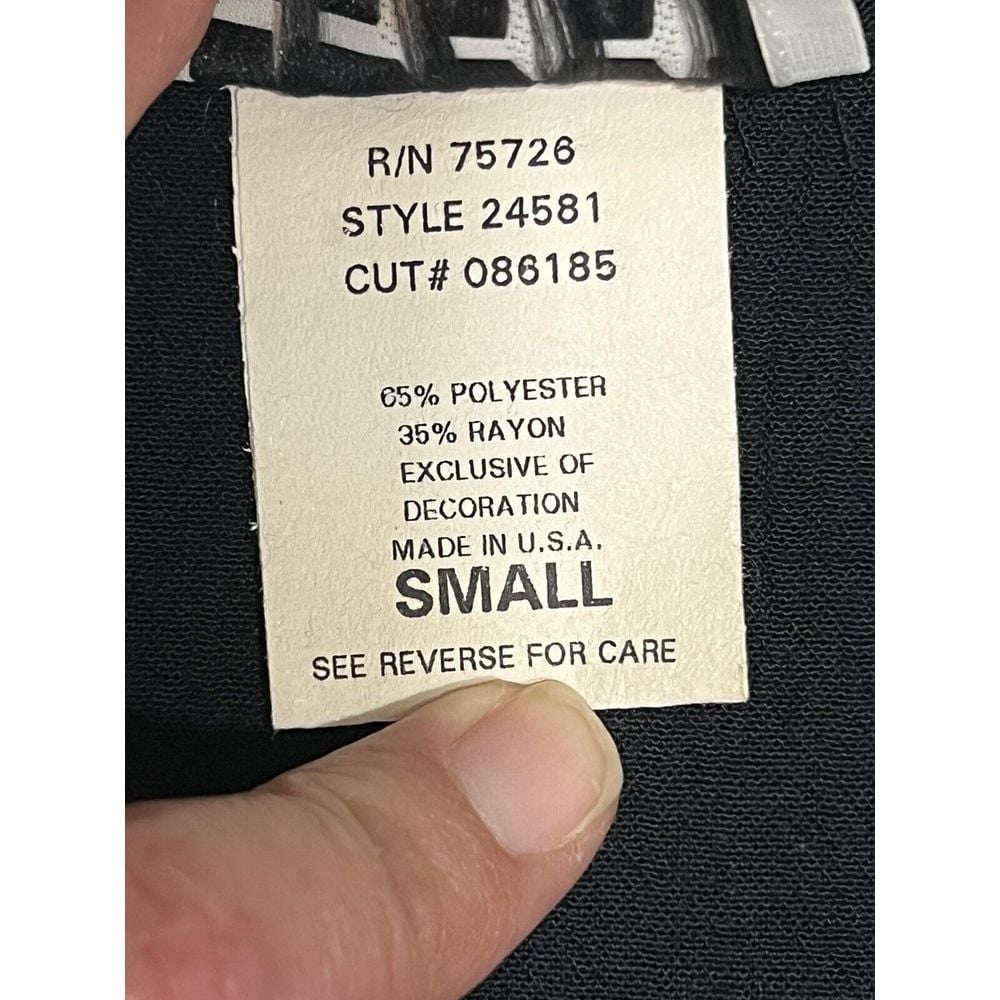 R/N 75726
STYLE 24581
CUT# 086185
65% POLYESTER
35% RAYON
EXCLUSIVE OF
DECORATION
MADE IN U.S.A.
SMALL
SEE REVERSE FOR CARE